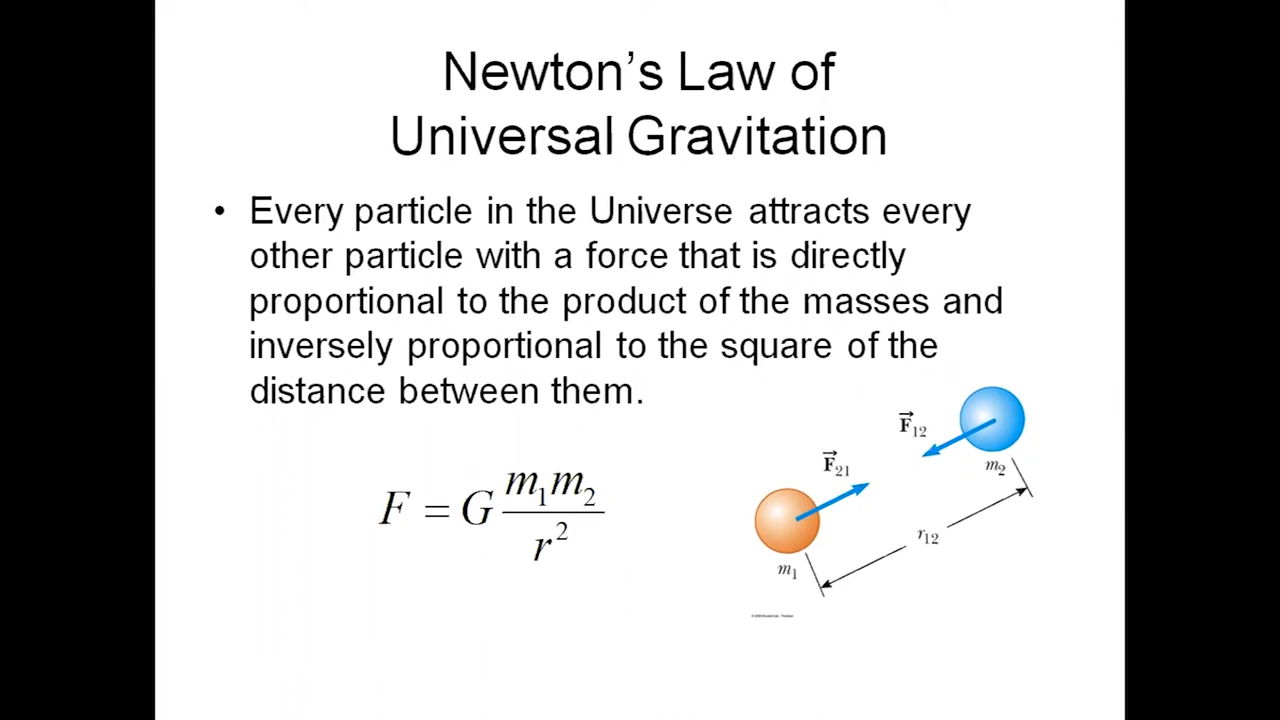 Newton's Law of
Universal Gravitation
• Every particle in the Universe attracts every
other particle with a force that is directly
proportional to the product of the masses and
inversely proportional to the square of the
distance between them.
F = G m₁m₂ / r²
F⃗₁₂
m₂
F⃗₂₁
r₁₂
m₁